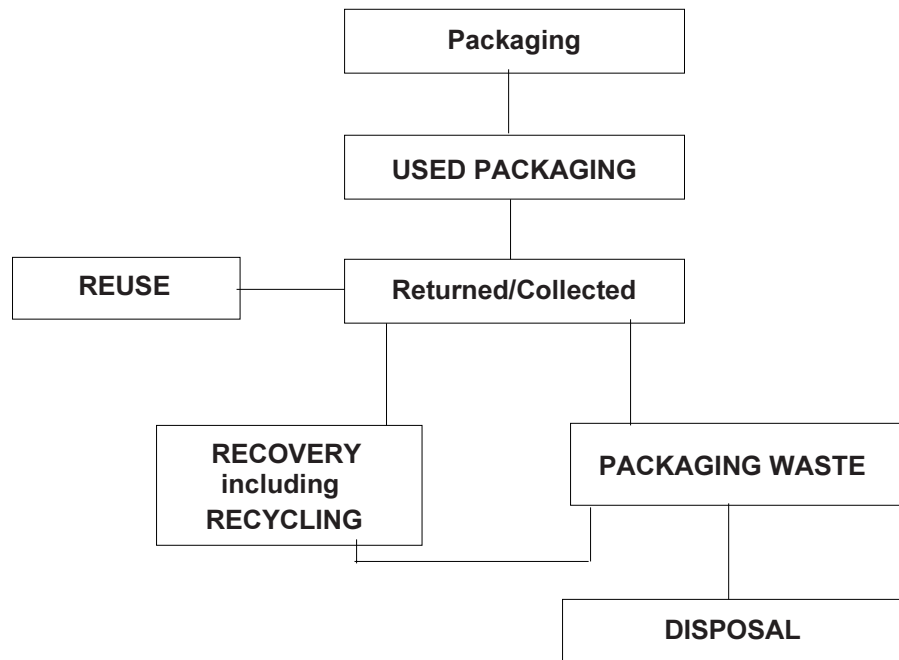 Packaging
USED PACKAGING
REUSE
Returned/Collected
RECOVERY
including
RECYCLING
PACKAGING WASTE
DISPOSAL